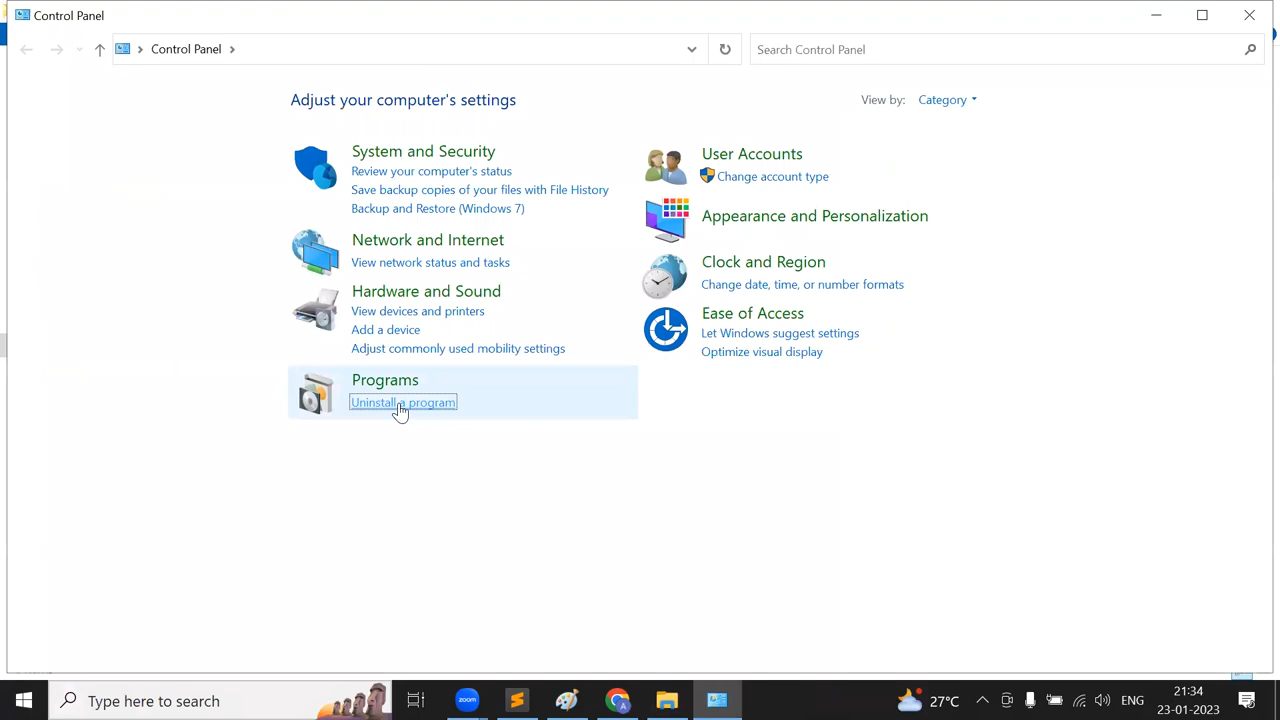 Control Panel
Control Panel
Search Control Panel
Adjust your computer's settings
View by: Category
System and Security
Review your computer's status
Save backup copies of your files with File History
Backup and Restore (Windows 7)
Network and Internet
View network status and tasks
Hardware and Sound
View devices and printers
Add a device
Adjust commonly used mobility settings
Programs
Uninstall a program
User Accounts
Change account type
Appearance and Personalization
Clock and Region
Change date, time, or number formats
Ease of Access
Let Windows suggest settings
Optimize visual display
Type here to search
zoom
27°C
ENG
21:34
23-01-2023